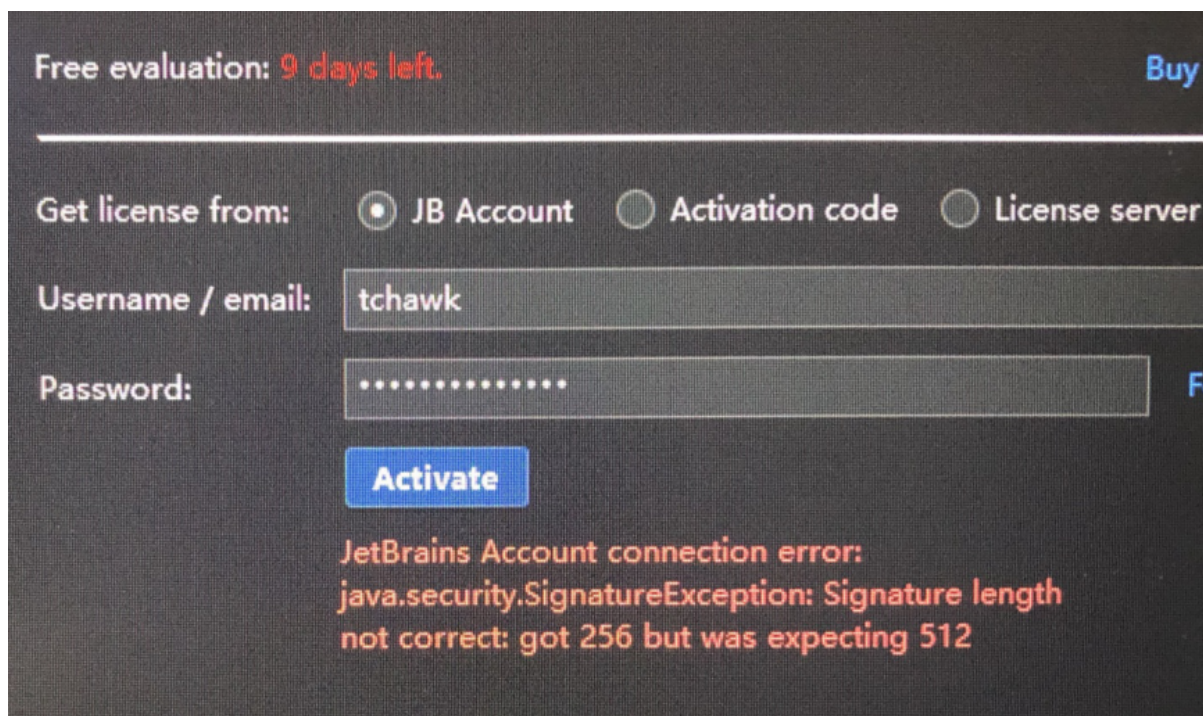 Free evaluation: 9 days left. Buy
Get license from: JB Account Activation code License server
Username / email: tchawk
Password: ••••••••••••••
Activate
JetBrains Account connection error:
java.security.SignatureException: Signature length
not correct: got 256 but was expecting 512